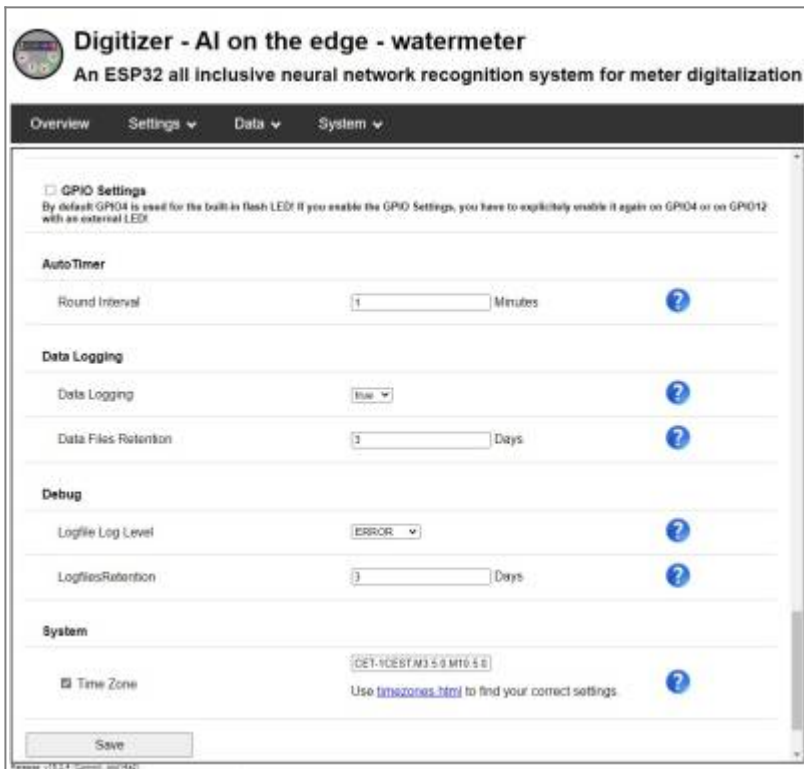 Digitizer - AI on the edge - watermeter
An ESP32 all inclusive neural network recognition system for meter digitalization
Overview Settings Data System
GPIO Settings
By default GPIO4 is used for the built-in flash LED! If you enable the GPIO Settings, you have to explicitely enable it again on GPIO4 or on GPIO12
with an external LED!
AutoTimer
Round Interval 1 Minutes ?
Data Logging
Data Logging true ?
Data Files Retention 3 Days ?
Debug
Logfile Log Level ERROR ?
LogfilesRetention 3 Days ?
System
CET-1CEST,M3.5.0,M10.5.0
Time Zone ?
Use timezones.html to find your correct settings
Save